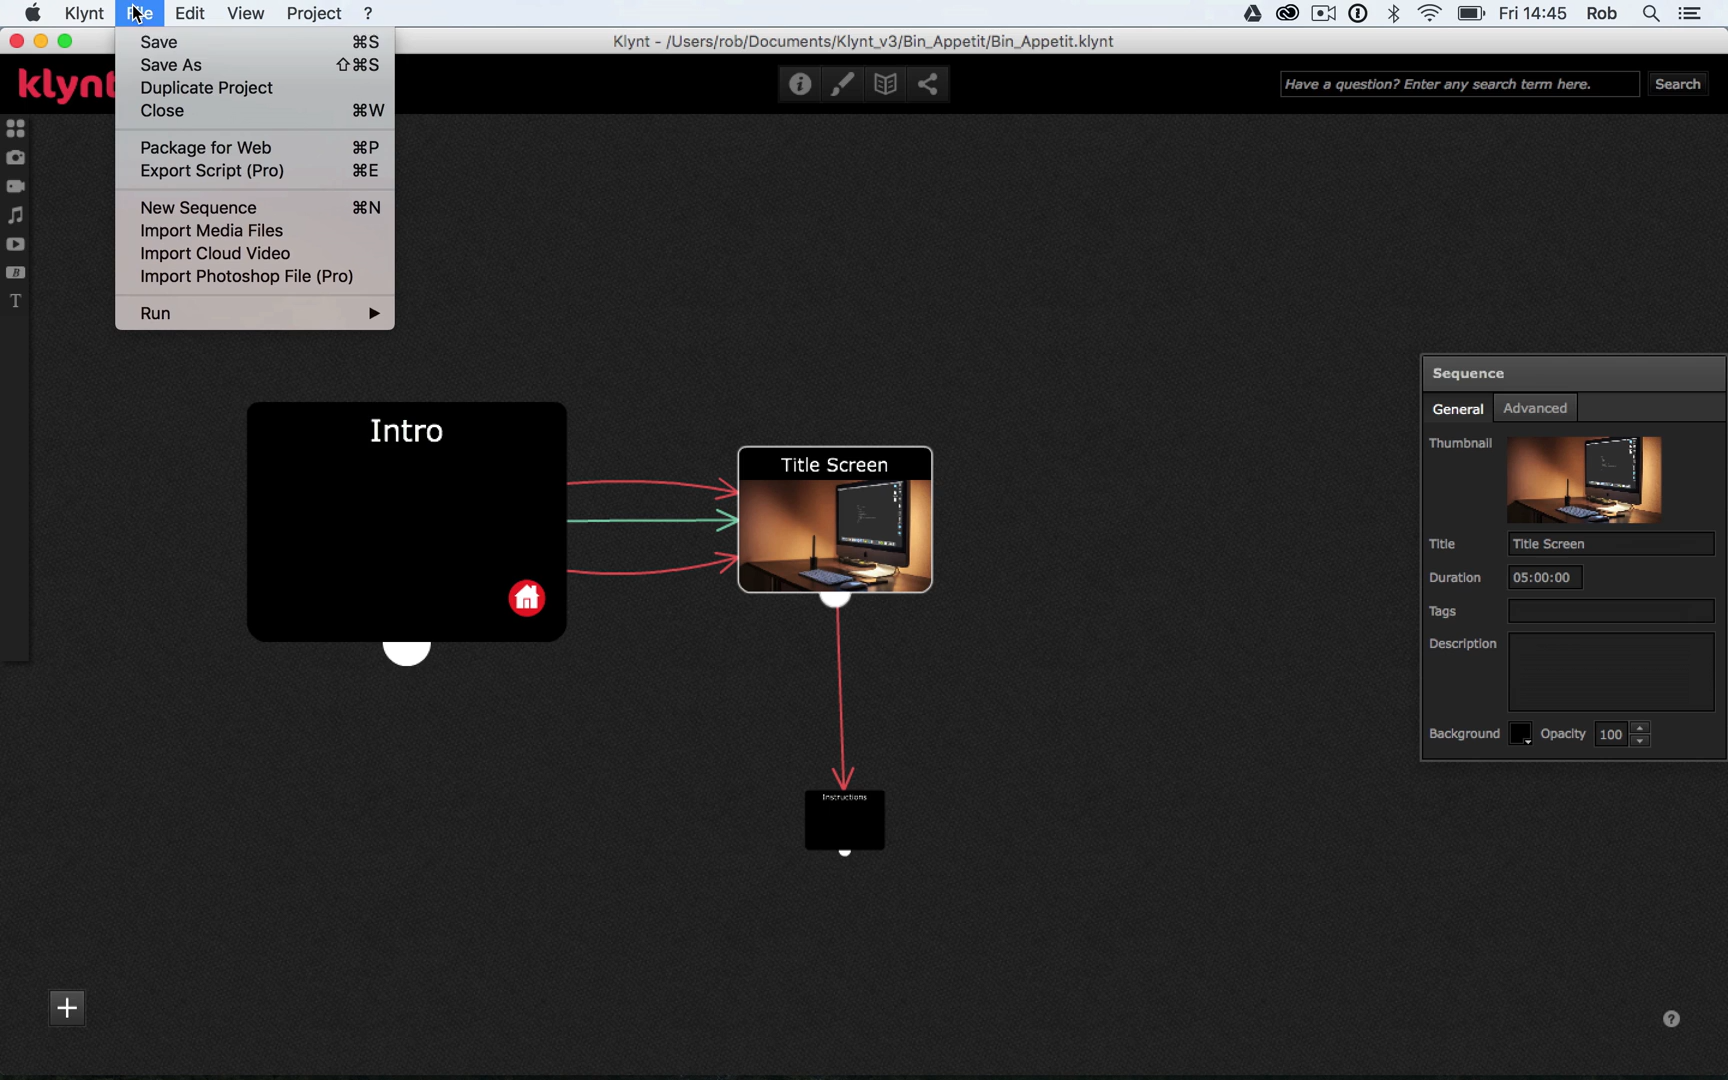 Klynt File Edit View Project ? Fri 14:45 Rob
Klynt - /Users/rob/Documents/Klynt_v3/Bin_Appetit/Bin_Appetit.klynt
Save ⌘S
Save As ⇧⌘S
Duplicate Project
Close ⌘W
Package for Web ⌘P
Export Script (Pro) ⌘E
New Sequence ⌘N
Import Media Files
Import Cloud Video
Import Photoshop File (Pro)
Run ▶
klynt
Have a question? Enter any search term here. Search
B
T
Intro
Title Screen
Instructions
Sequence
General Advanced
Thumbnail
Title Title Screen
Duration 05:00:00
Tags
Description
Background Opacity 100
+
?